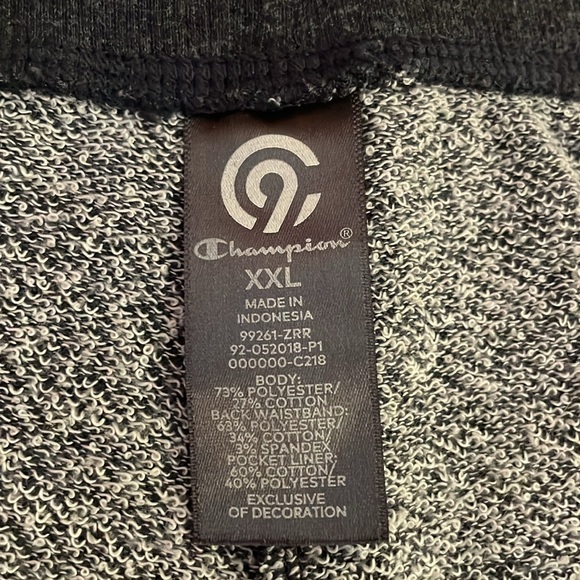 C9
Champion®
XXL
MADE IN
INDONESIA
99261-ZRR
92-052018-P1
000000-C218
BODY:
73% POLYESTER/
27% COTTON
BACK WAISTBAND:
63% POLYESTER/
34% COTTON/
3% SPANDEX
POCKET LINER:
60% COTTON/
40% POLYESTER
EXCLUSIVE
OF DECORATION